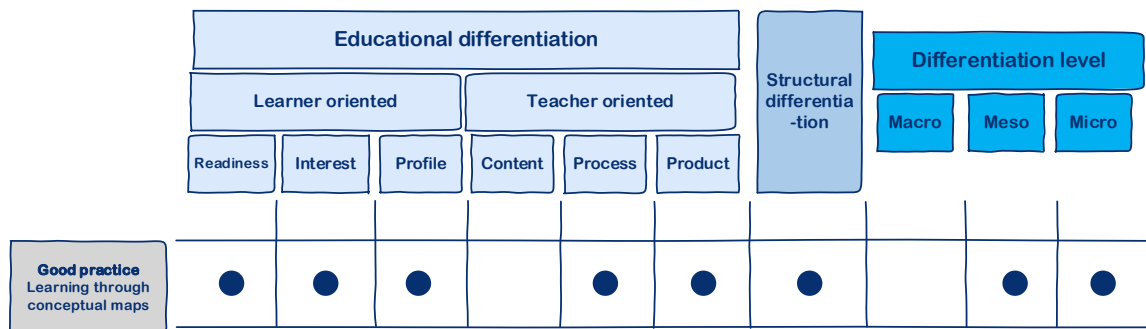 Educational differentiation
Learner oriented
Teacher oriented
Readiness
Interest
Profile
Content
Process
Product
Structural
differentia
-tion
Differentiation level
Macro
Meso
Micro
Good practice
Learning through
conceptual maps